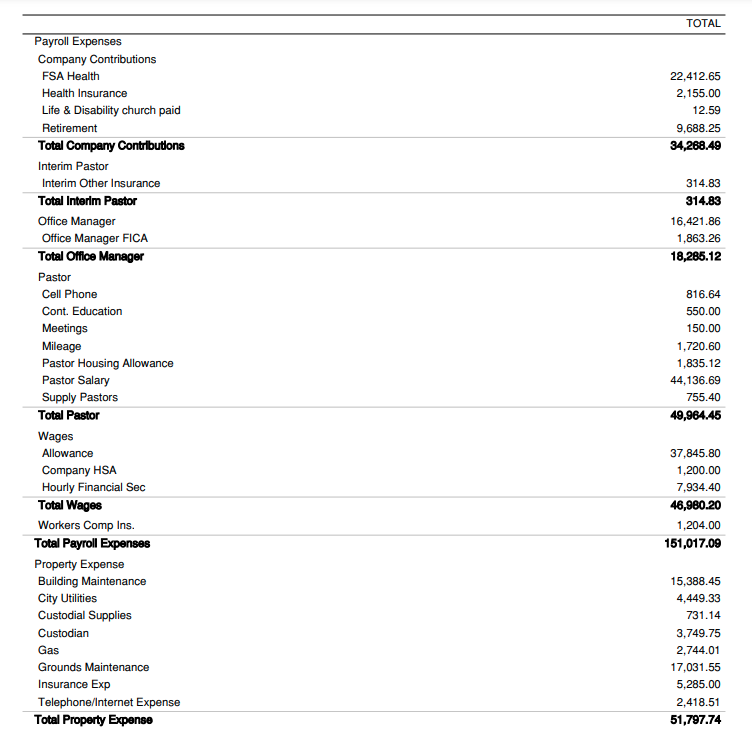 TOTAL
Payroll Expenses
Company Contributions
FSA Health 22,412.65
Health Insurance 2,155.00
Life & Disability church paid 12.59
Retirement 9,688.25
Total Company Contributions 34,268.49
Interim Pastor
Interim Other Insurance 314.83
Total Interim Pastor 314.83
Office Manager 16,421.86
Office Manager FICA 1,863.26
Total Office Manager 18,285.12
Pastor
Cell Phone 816.64
Cont. Education 550.00
Meetings 150.00
Mileage 1,720.60
Pastor Housing Allowance 1,835.12
Pastor Salary 44,136.69
Supply Pastors 755.40
Total Pastor 49,964.45
Wages
Allowance 37,845.80
Company HSA 1,200.00
Hourly Financial Sec 7,934.40
Total Wages 46,980.20
Workers Comp Ins. 1,204.00
Total Payroll Expenses 151,017.09
Property Expense
Building Maintenance 15,388.45
City Utilities 4,449.33
Custodial Supplies 731.14
Custodian 3,749.75
Gas 2,744.01
Grounds Maintenance 17,031.55
Insurance Exp 5,285.00
Telephone/Internet Expense 2,418.51
Total Property Expense 51,797.74